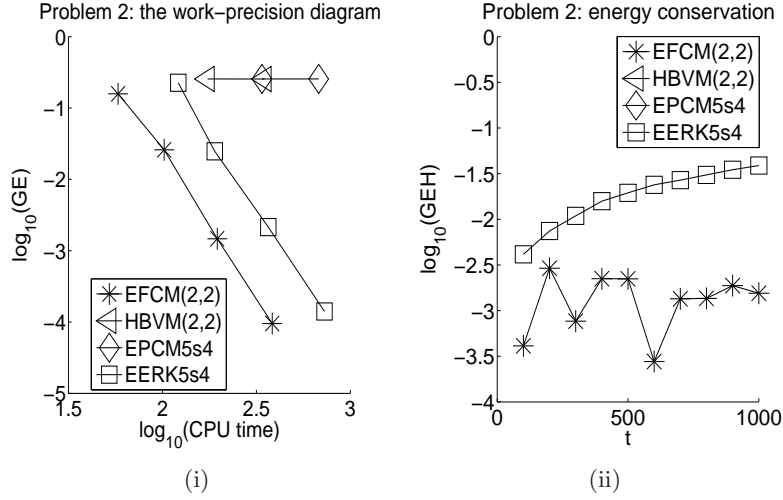 Problem 2: the work−precision diagram
0
−1
−2
−3
−4
−5
log10(GE)
EFCM(2,2)
HBVM(2,2)
EPCM5s4
EERK5s4
1.5 2 2.5 3
log10(CPU time)
(i)
Problem 2: energy conservation
0
−0.5
−1
−1.5
−2
−2.5
−3
−3.5
−4
log10(GEH)
EFCM(2,2)
HBVM(2,2)
EPCM5s4
EERK5s4
0 500 1000
t
(ii)